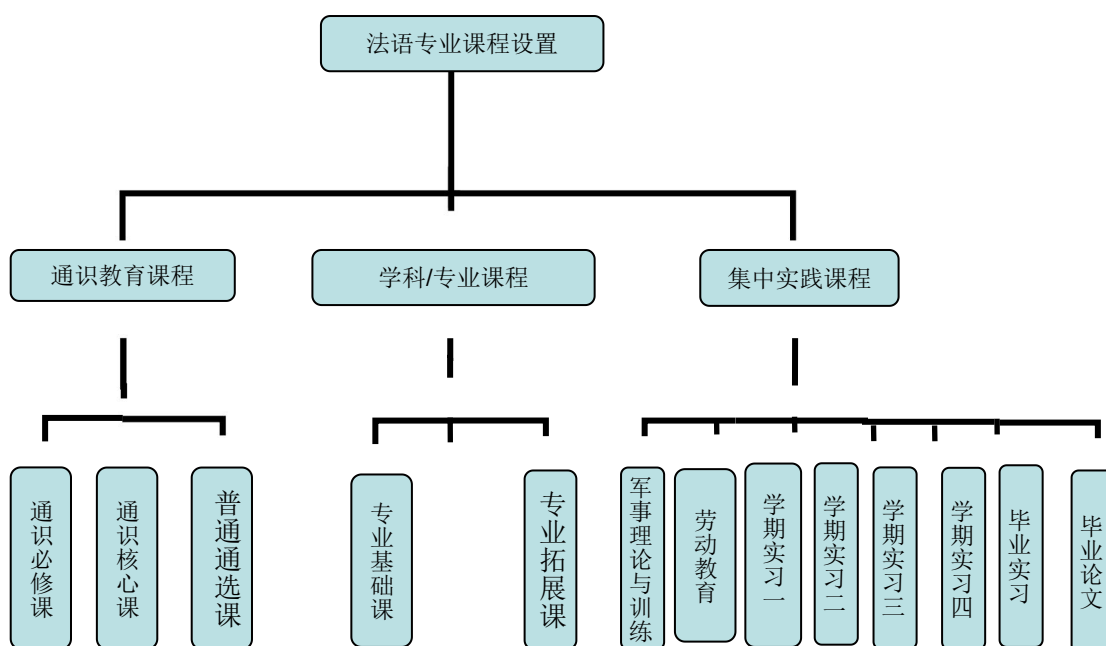 法语专业课程设置
通识教育课程
学科/专业课程
集中实践课程
通识必修课
通识核心课
普通通选课
专业基础课
专业拓展课
军事理论与训练
劳动教育
学期实习一
学期实习二
学期实习三
学期实习四
毕业实习
毕业论文